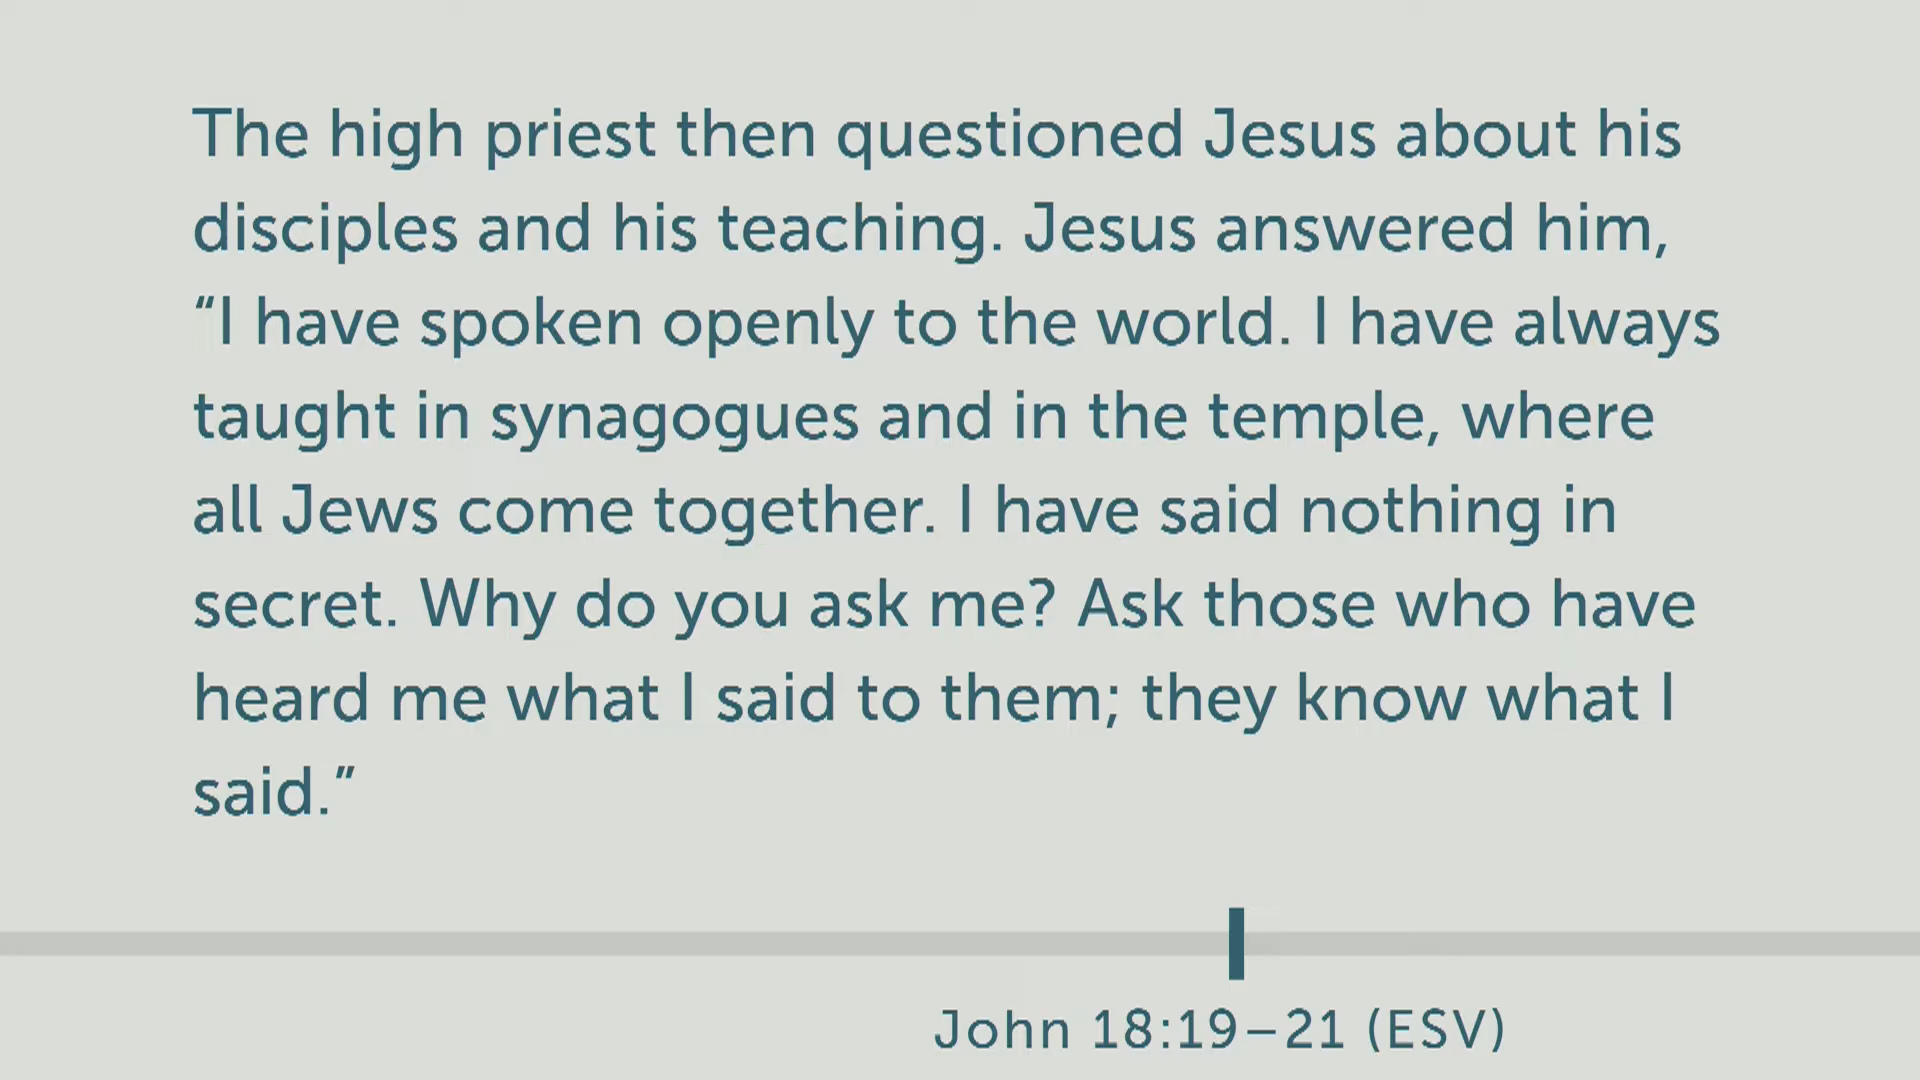 The high priest then questioned Jesus about his
disciples and his teaching. Jesus answered him,
“I have spoken openly to the world. I have always
taught in synagogues and in the temple, where
all Jews come together. I have said nothing in
secret. Why do you ask me? Ask those who have
heard me what I said to them; they know what I
said.”
John 18:19–21 (ESV)